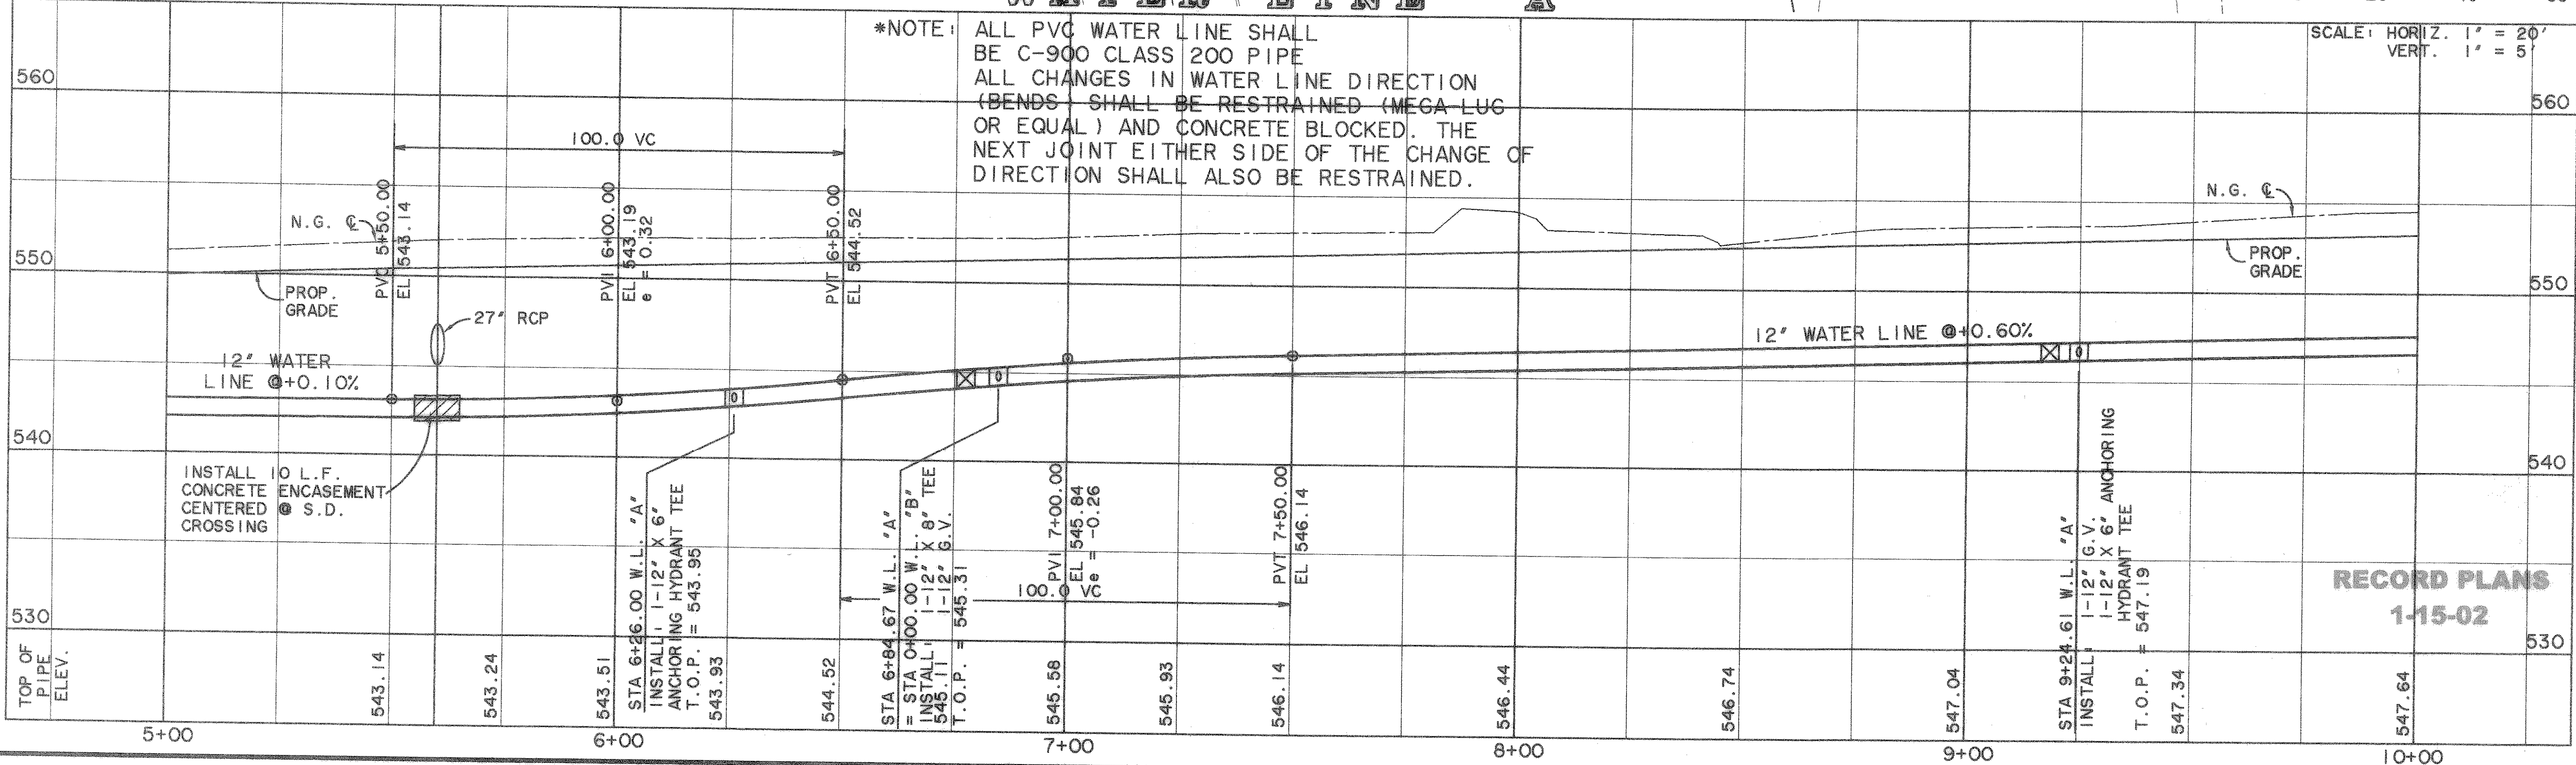 WATER LINE "A"
*NOTE: ALL PVC WATER LINE SHALL
BE C-900 CLASS 200 PIPE
ALL CHANGES IN WATER LINE DIRECTION
(BENDS) SHALL BE RESTRAINED (MEGA-LUG
OR EQUAL) AND CONCRETE BLOCKED. THE
NEXT JOINT EITHER SIDE OF THE CHANGE OF
DIRECTION SHALL ALSO BE RESTRAINED.
SCALE: HORIZ. 1" = 20'
VERT. 1" = 5'
560
560
100.0 VC
PVC 5+50.00
EL 543.14
PVI 6+00.00
EL 543.19
e = 0.32
PVT 6+50.00
EL 544.52
N.G. ℄
N.G. ℄
550
550
PROP.
GRADE
PROP.
GRADE
27" RCP
12" WATER
LINE @+0.10%
12" WATER LINE @+0.60%
540
540
INSTALL 10 L.F.
CONCRETE ENCASEMENT
CENTERED @ S.D.
CROSSING
STA 6+26.00 W.L. "A"
INSTALL: 1-12" X 6"
ANCHORING HYDRANT TEE
T.O.P. = 543.95
STA 6+84.67 W.L. "A"
= STA 0+00.00 W.L. "B"
INSTALL: 1-12" X 8" TEE
1-12" G.V.
T.O.P. = 545.31
PVI 7+00.00
EL 545.84
e = -0.26
PVT 7+50.00
EL 546.14
100.0 VC
STA 9+24.61 W.L. "A"
INSTALL: 1-12" G.V.
1-12" X 6" ANCHORING
HYDRANT TEE
T.O.P. = 547.19
RECORD PLANS
1-15-02
530
530
TOP OF
PIPE
ELEV.
543.14
543.24
543.51
543.93
544.52
545.11
545.58
545.93
546.14
546.44
546.74
547.04
547.34
547.64
5+00
6+00
7+00
8+00
9+00
10+00